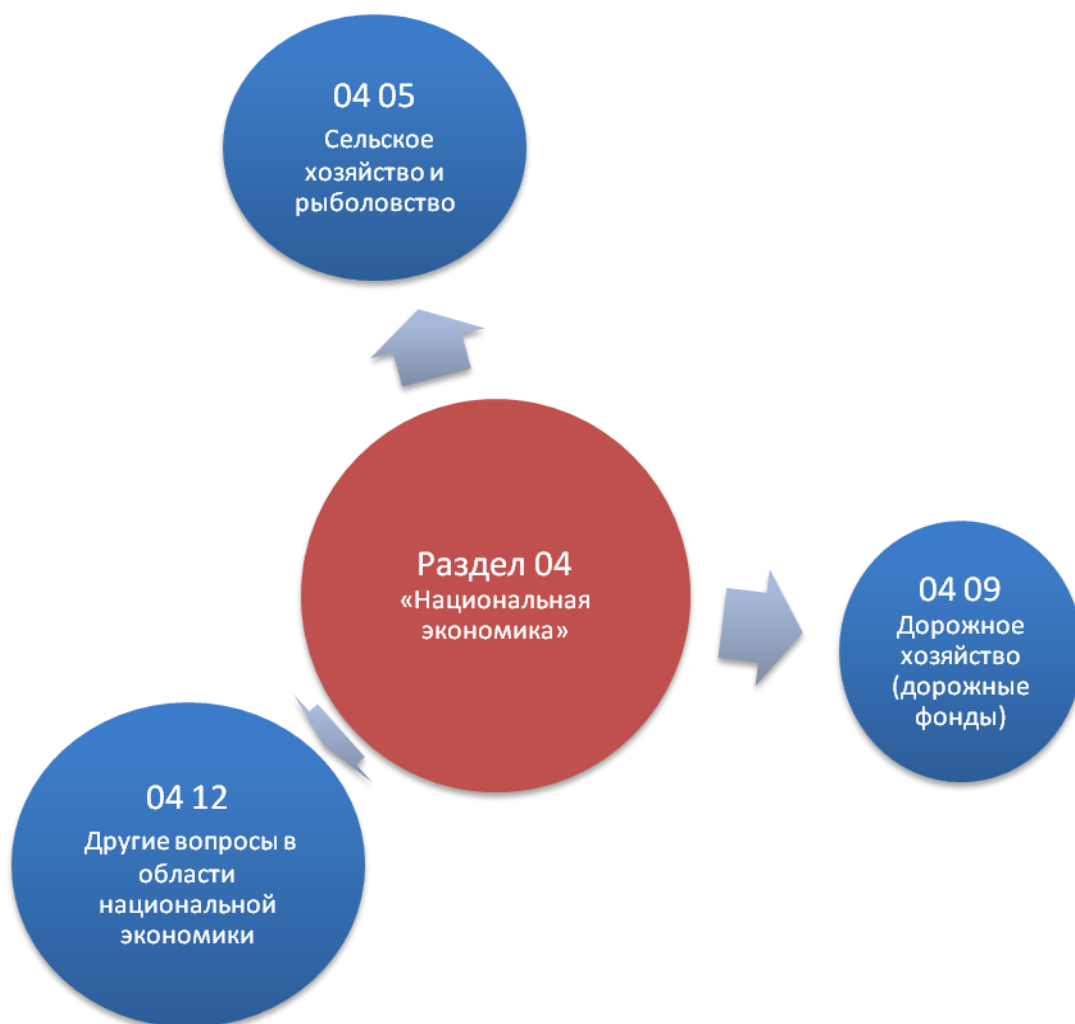 04 05
Сельское
хозяйство и
рыболовство
Раздел 04
«Национальная
экономика»
04 09
Дорожное
хозяйство
(дорожные
фонды)
04 12
Другие вопросы в
области
национальной
экономики